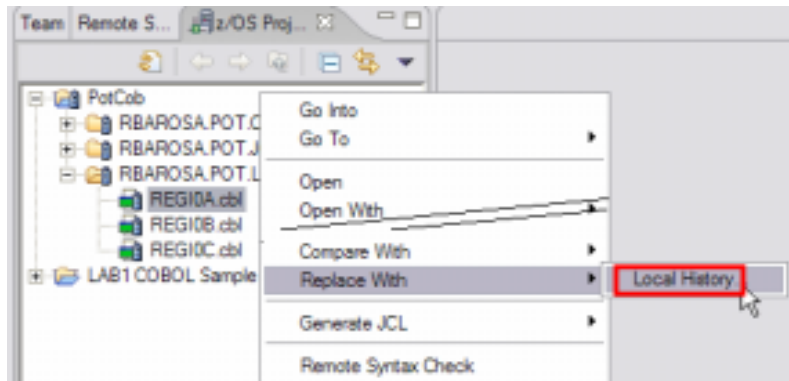 Team Remote S... z/OS Proj...
PotCob
RBAROSA.POT.C
RBAROSA.POT.J
RBAROSA.POT.L
REGI0A.cbl
REGI0B.cbl
REGI0C.cbl
LAB1 COBOL Sample
Go Into
Go To
Open
Open With
Compare With
Replace With
Generate JCL
Remote Syntax Check
Local History...